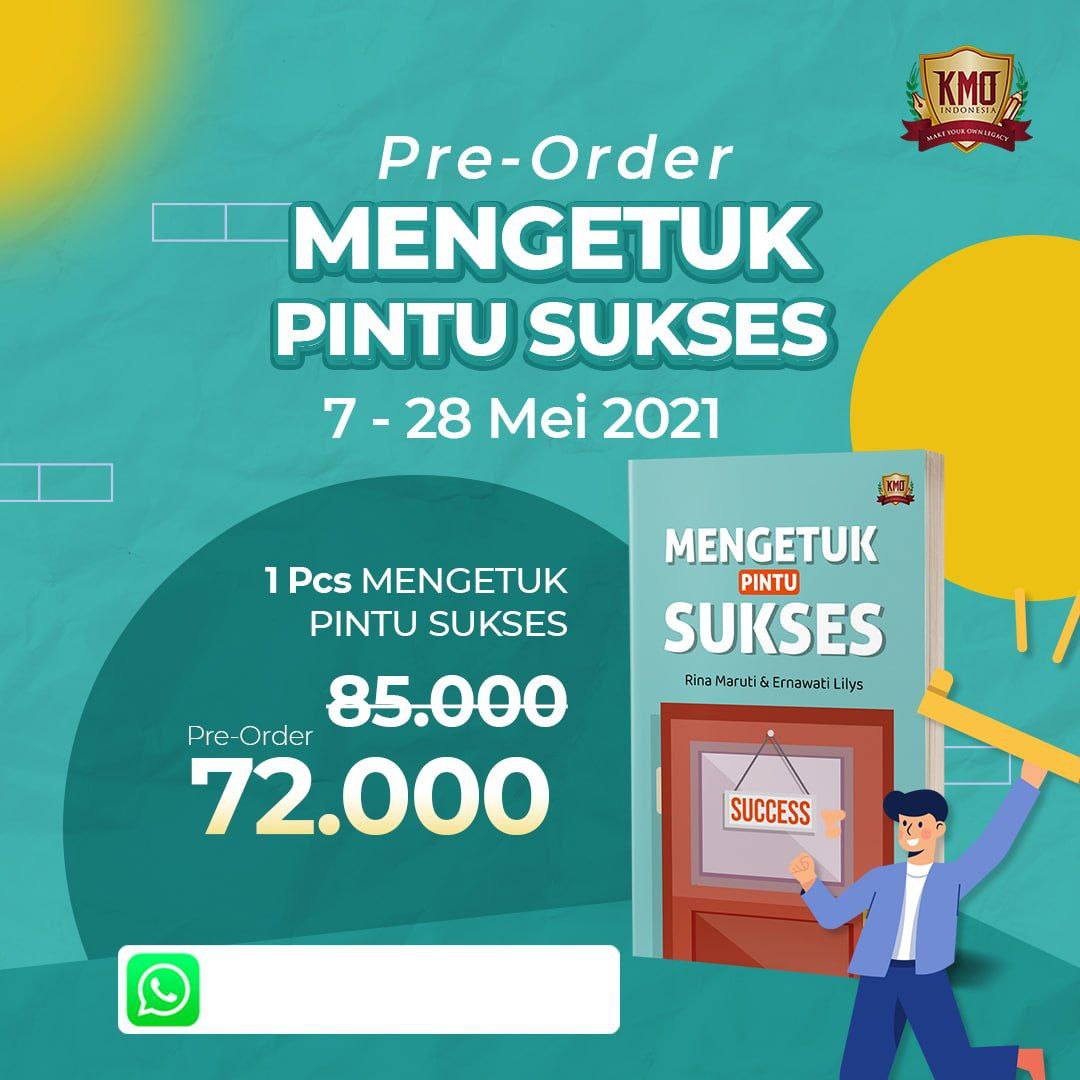 KMO
INDONESIA
MAKE YOUR OWN LEGACY
Pre-Order
MENGETUK
PINTU SUKSES
7 - 28 Mei 2021
1 Pcs MENGETUK
PINTU SUKSES
85.000
Pre-Order
72.000
KMO
MENGETUK
PINTU
SUKSES
Rina Maruti & Ernawati Lilys
SUCCESS